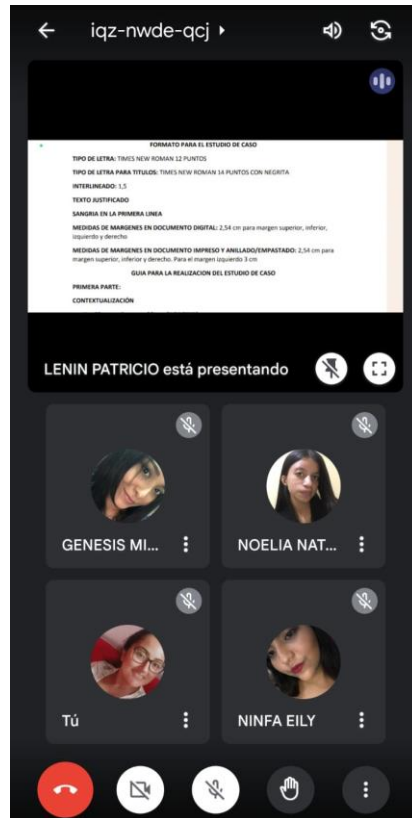 iqz-nwde-qcj
FORMATO PARA EL ESTUDIO DE CASO
TIPO DE LETRA: TIMES NEW ROMAN 12 PUNTOS
TIPO DE LETRA PARA TITULOS: TIMES NEW ROMAN 14 PUNTOS CON NEGRITA
INTERLINEADO: 1,5
TEXTO JUSTIFICADO
SANGRIA EN LA PRIMERA LINEA
MEDIDAS DE MARGENES EN DOCUMENTO DIGITAL: 2,54 cm para margen superior, inferior,
izquierdo y derecho
MEDIDAS DE MARGENES EN DOCUMENTO IMPRESO Y ANILLADO/EMPASTADO: 2,54 cm para
margen superior, inferior y derecho. Para el margen izquierdo 3 cm
GUIA PARA LA REALIZACION DEL ESTUDIO DE CASO
PRIMERA PARTE:
CONTEXTUALIZACIÓN
LENIN PATRICIO está presentando
GENESIS MI...
NOELIA NAT...
Tú
NINFA EILY